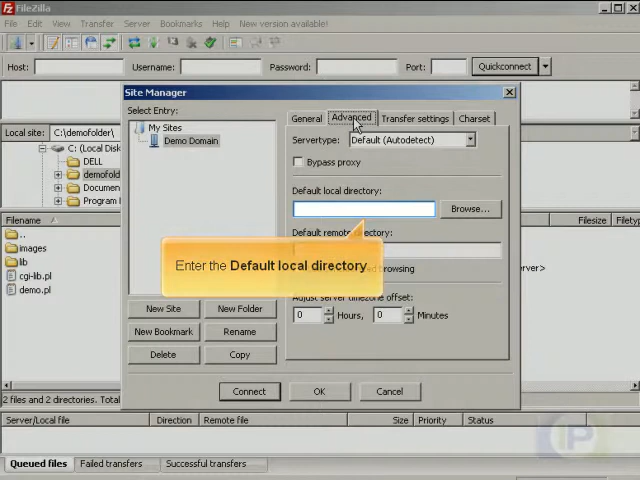 FileZilla
File Edit View Transfer Server Bookmarks Help New version available!
Host: Username: Password: Port: Quickconnect
Site Manager
Select Entry:
My Sites
Demo Domain
General Advanced Transfer settings Charset
Servertype: Default (Autodetect)
Bypass proxy
Default local directory:
Browse...
Default remote directory:
Enter the Default local directory
browsing
Adjust server timezone offset:
0 Hours, 0 Minutes
New Site New Folder
New Bookmark Rename
Delete Copy
Connect OK Cancel
Local site: C:\demofolder\
C: (Local Disk
DELL
demofold
Document
Program
Filename
..
images
lib
cgi-lib.pl
demo.pl
Filesize Filetyp
server>
2 files and 2 directories. Total
Server/Local file Direction Remote file Size Priority Status
Queued files Failed transfers Successful transfers
IP